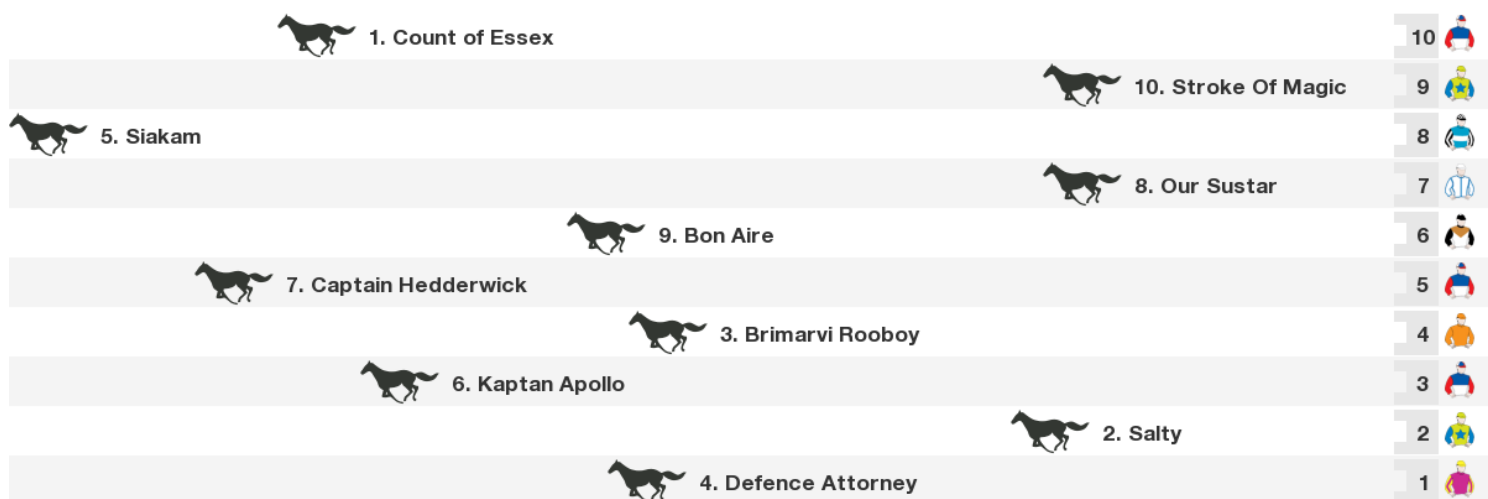 1. Count of Essex 10
10. Stroke Of Magic 9
5. Siakam 8
8. Our Sustar 7
9. Bon Aire 6
7. Captain Hedderwick 5
3. Brimarvi Rooboy 4
6. Kaptan Apollo 3
2. Salty 2
4. Defence Attorney 1